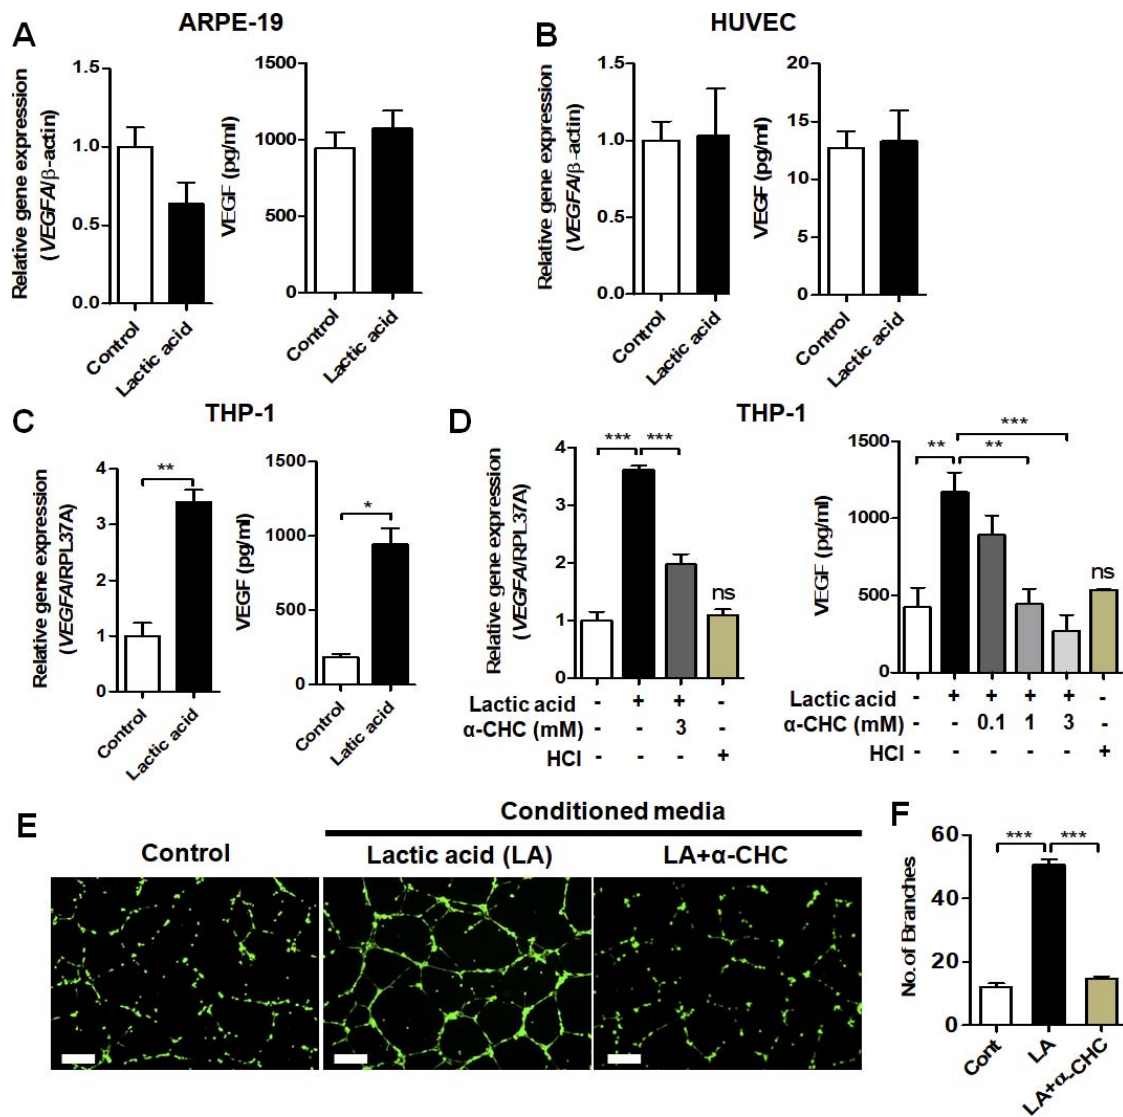 A
ARPE-19
Relative gene expression
(VEGFA/β-actin)
1.5
1.0
0.5
0.0
Control
Lactic acid
VEGF (pg/ml)
1500
1000
500
0
Control
Lactic acid
B
HUVEC
Relative gene expression
(VEGFA/β-actin)
1.5
1.0
0.5
0.0
Control
Lactic acid
VEGF (pg/ml)
20
15
10
5
0
Control
Lactic acid
C
THP-1
Relative gene expression
(VEGFA/RPL37A)
4
3
2
1
0
**
Control
Lactic acid
VEGF (pg/ml)
1500
1000
500
0
*
Control
Latic acid
D
THP-1
Relative gene expression
(VEGFA/RPL37A)
4
3
2
1
0
*** ***
ns
Lactic acid - + + -
α-CHC (mM) - - 3 -
HCl - - - +
VEGF (pg/ml)
1500
1000
500
0
***
** **
ns
Lactic acid - + + + + -
α-CHC (mM) - - 0.1 1 3 -
HCl - - - - - +
E
Conditioned media
Control
Lactic acid (LA)
LA+α-CHC
F
No.of Branches
60
40
20
0
*** ***
Cont
LA
LA+α-CHC